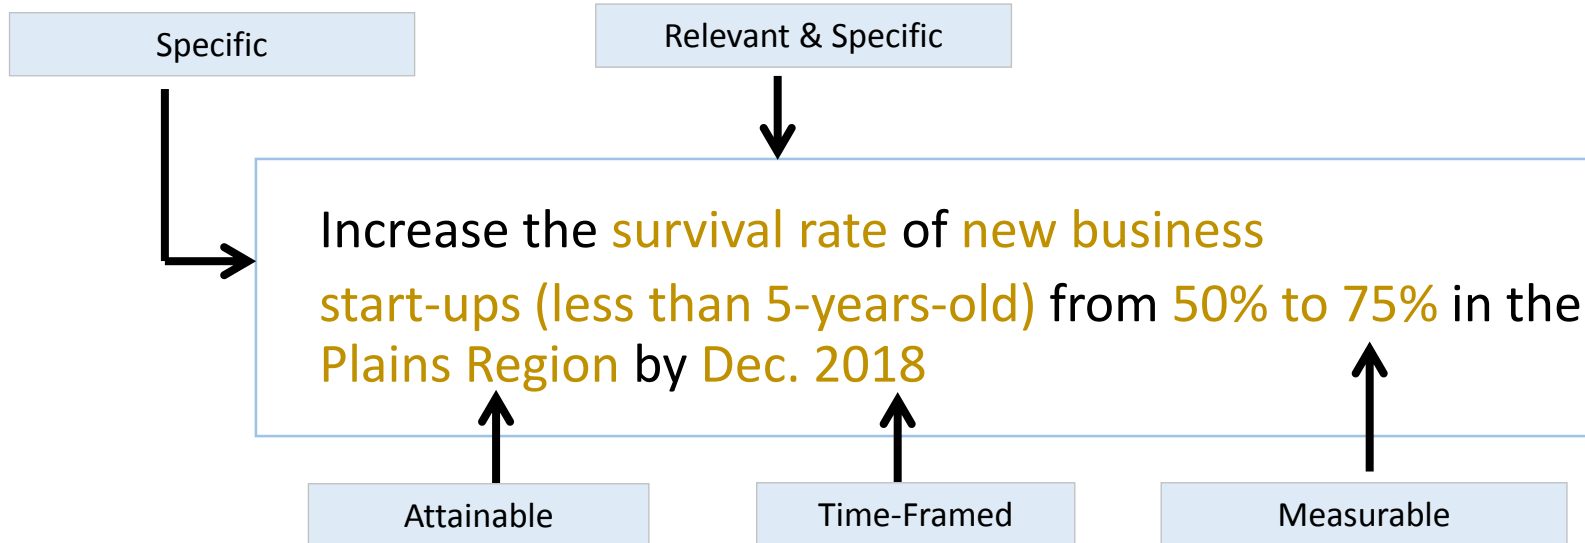 Specific
Relevant & Specific
Increase the survival rate of new business
start-ups (less than 5-years-old) from 50% to 75% in the
Plains Region by Dec. 2018
Attainable
Time-Framed
Measurable